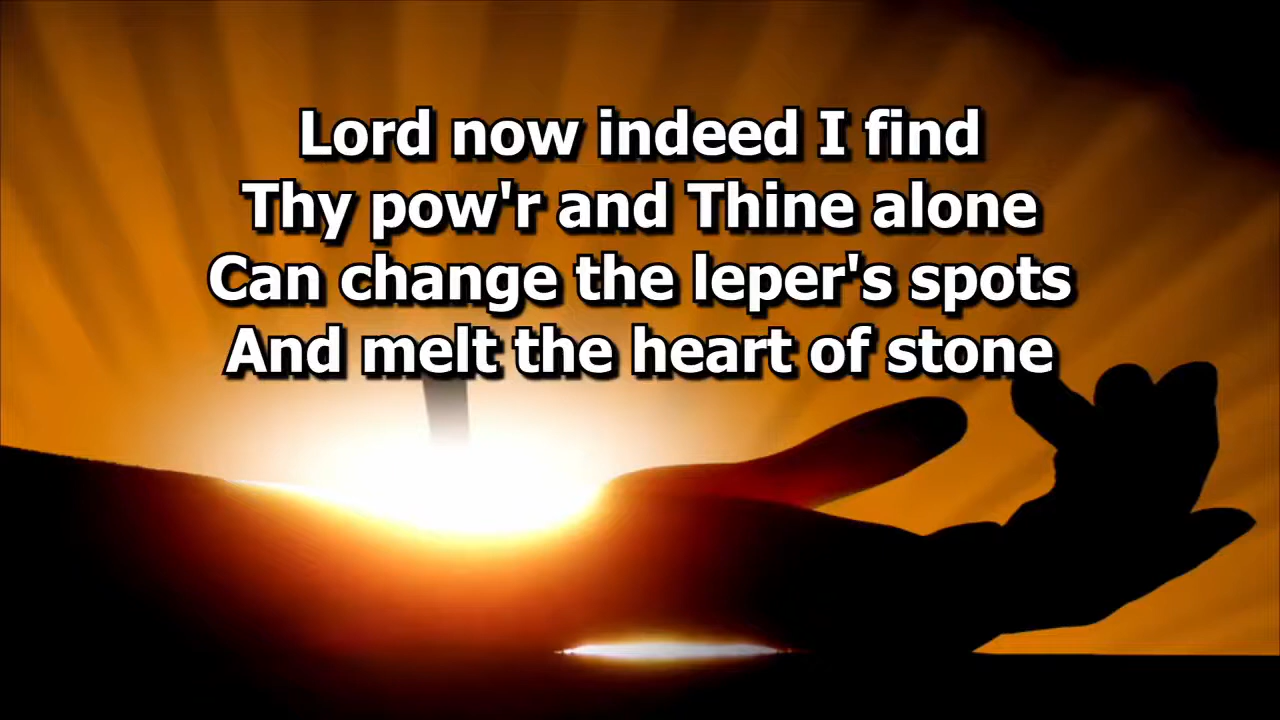 Lord now indeed I find
Thy pow'r and Thine alone
Can change the leper's spots
And melt the heart of stone